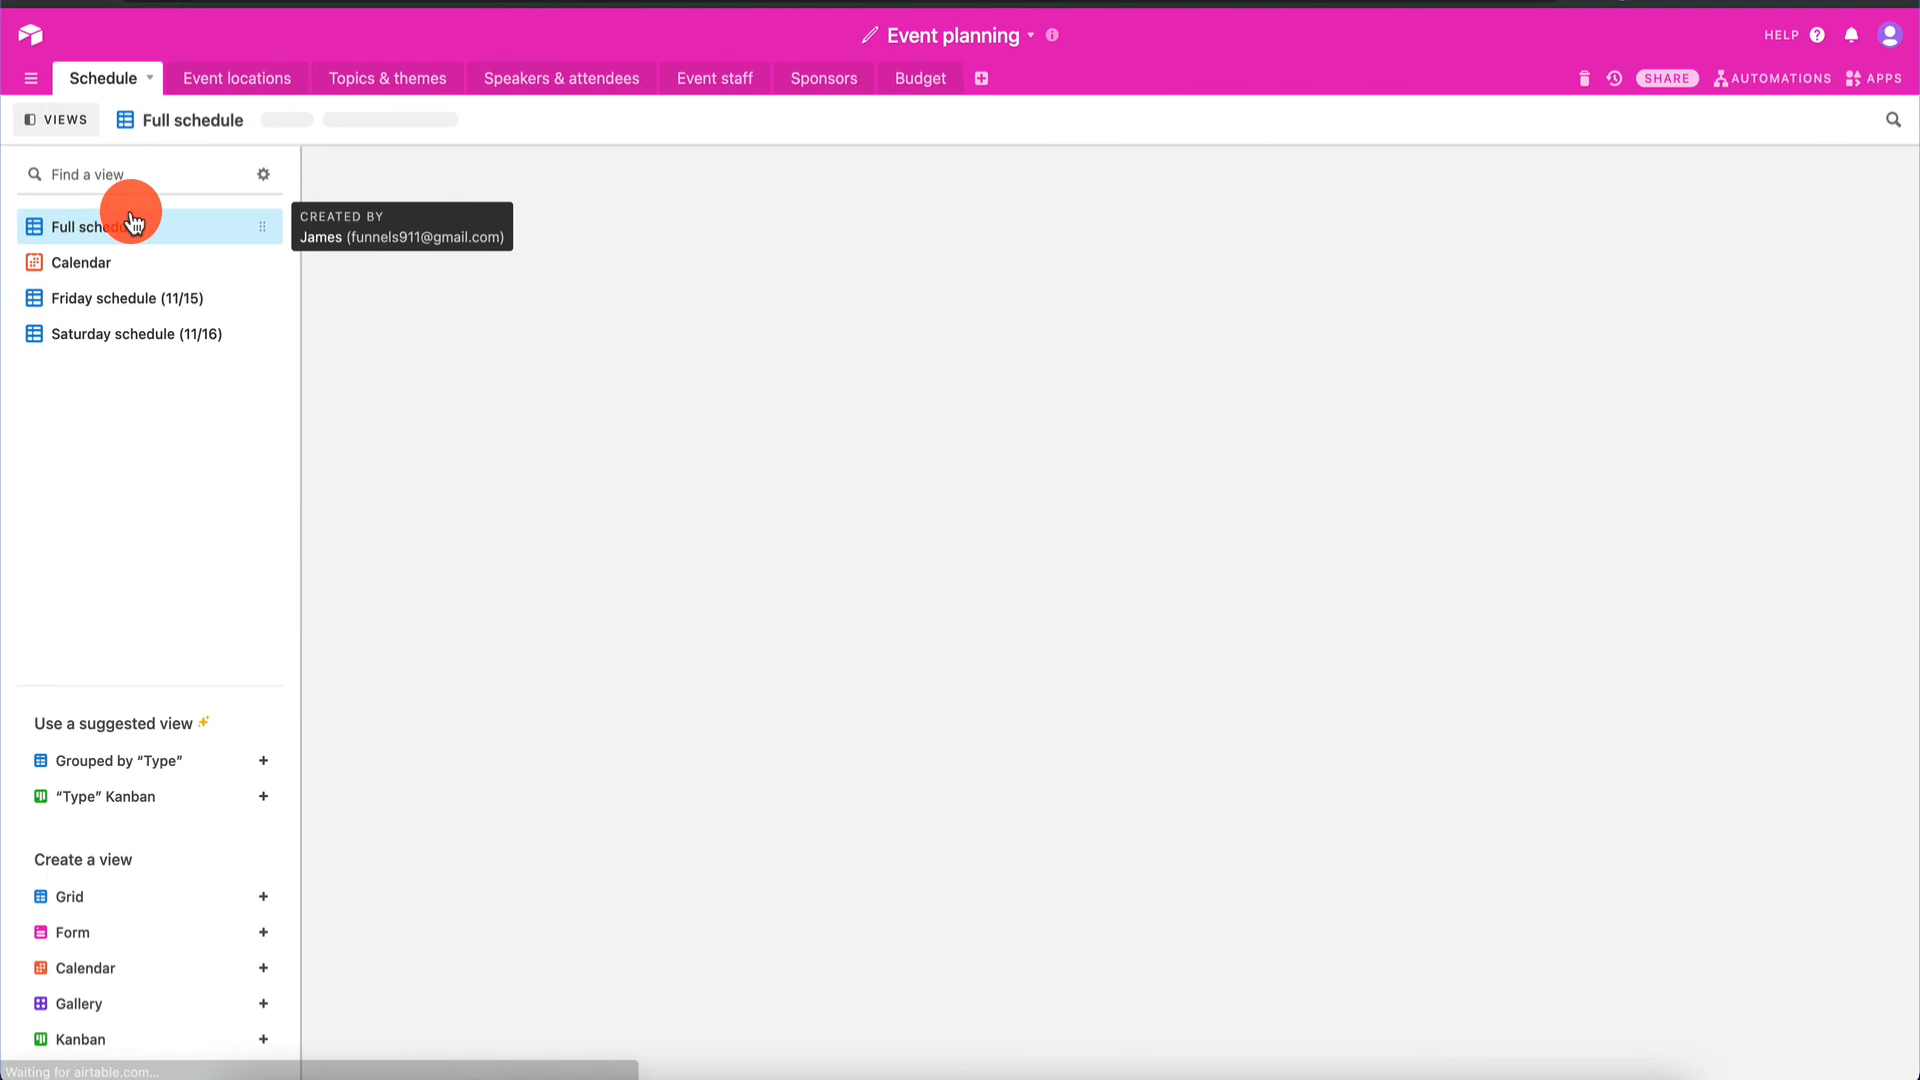 Event planning
HELP
Schedule
Event locations
Topics & themes
Speakers & attendees
Event staff
Sponsors
Budget
SHARE
AUTOMATIONS
APPS
VIEWS
Full schedule
Find a view
Full sched
CREATED BY
James (funnels911@gmail.com)
Calendar
Friday schedule (11/15)
Saturday schedule (11/16)
Use a suggested view
Grouped by “Type”
“Type” Kanban
Create a view
Grid
Form
Calendar
Gallery
Kanban
Waiting for airtable.com...